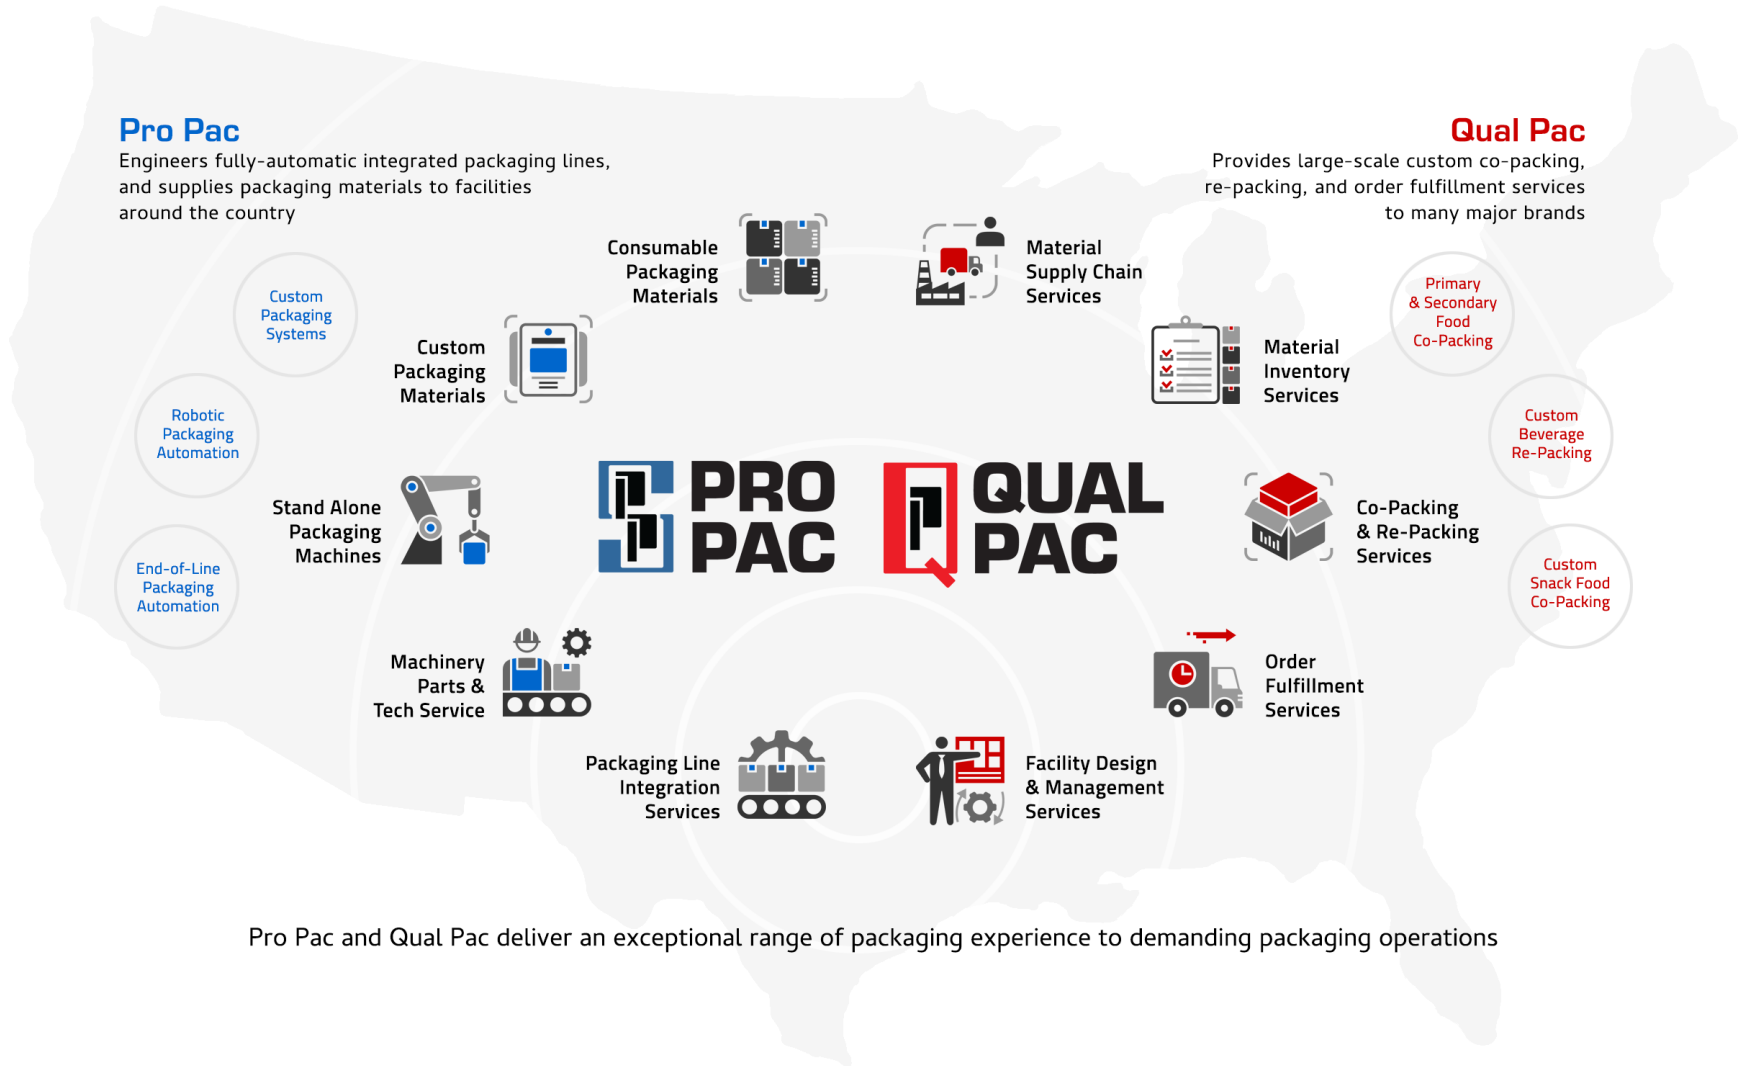 Pro Pac
Engineers fully-automatic integrated packaging lines,
and supplies packaging materials to facilities
around the country
Qual Pac
Provides large-scale custom co-packing,
re-packing, and order fulfillment services
to many major brands
Custom
Packaging
Systems
Robotic
Packaging
Automation
End-of-Line
Packaging
Automation
Consumable
Packaging
Materials
Custom
Packaging
Materials
Stand Alone
Packaging
Machines
Machinery
Parts &
Tech Service
Packaging Line
Integration
Services
PRO
PAC
QUAL
PAC
Material
Supply Chain
Services
Material
Inventory
Services
Co-Packing
& Re-Packing
Services
Order
Fulfillment
Services
Facility Design
& Management
Services
Primary
& Secondary
Food
Co-Packing
Custom
Beverage
Re-Packing
Custom
Snack Food
Co-Packing
Pro Pac and Qual Pac deliver an exceptional range of packaging experience to demanding packaging operations